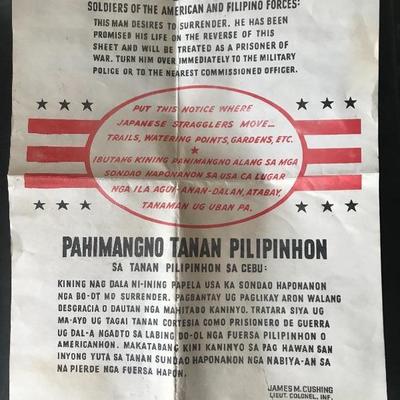 SOLDIERS OF THE AMERICAN AND FILIPINO FORCES:
THIS MAN DESIRES TO SURRENDER. HE HAS BEEN
PROMISED HIS LIFE ON THE REVERSE OF THIS
SHEET AND WILL BE TREATED AS A PRISONER OF
WAR. TURN HIM OVER IMMEDIATELY TO THE MILITARY
POLICE OR TO THE NEAREST COMMISSIONED OFFICER.
PUT THIS NOTICE WHERE
JAPANESE STRAGGLERS MOVE...
TRAILS, WATERING POINTS, GARDENS, ETC.
IBUTANG KINING PAHIMANGNO ALANG SA MGA
SONDAO HAPONANON SA USA CA LUGAR
NGA ILA AGUI-ANAN-DALAN, ATABAY,
TANAMAN UG UBAN PA.
PAHIMANGNO TANAN PILIPINHON
SA TANAN PILIPINHON SA CEBU:
KINING NAG DALA NI-INING PAPELA USA KA SONDAO HAPONANON
NGA BO-OT MO SURRENDER. PAGBANTAY UG PAGLIKAY ARON WALANG
DESGRACIA O DAUTAN NGA MAHITABO KANINYO. TRATARA SIYA UG
MA-AYO UG TAGAI TANAN CORTESIA COMO PRISIONERO DE GUERRA
UG DAL-A NGADTO SA LABING DO-OL NGA FUERSA PILIPINHON O
AMERICANHON. MAKATABANG KINI KANINYO SA PAG HAWAN SAN
INYONG YUTA SA TANAN SUNDAO HAPONANON NGA NABIYA-AN SA
NA PIERDE NGA FUERSA HAPON.
JAMES M. CUSHING
LIEUT. COLONEL, INF.